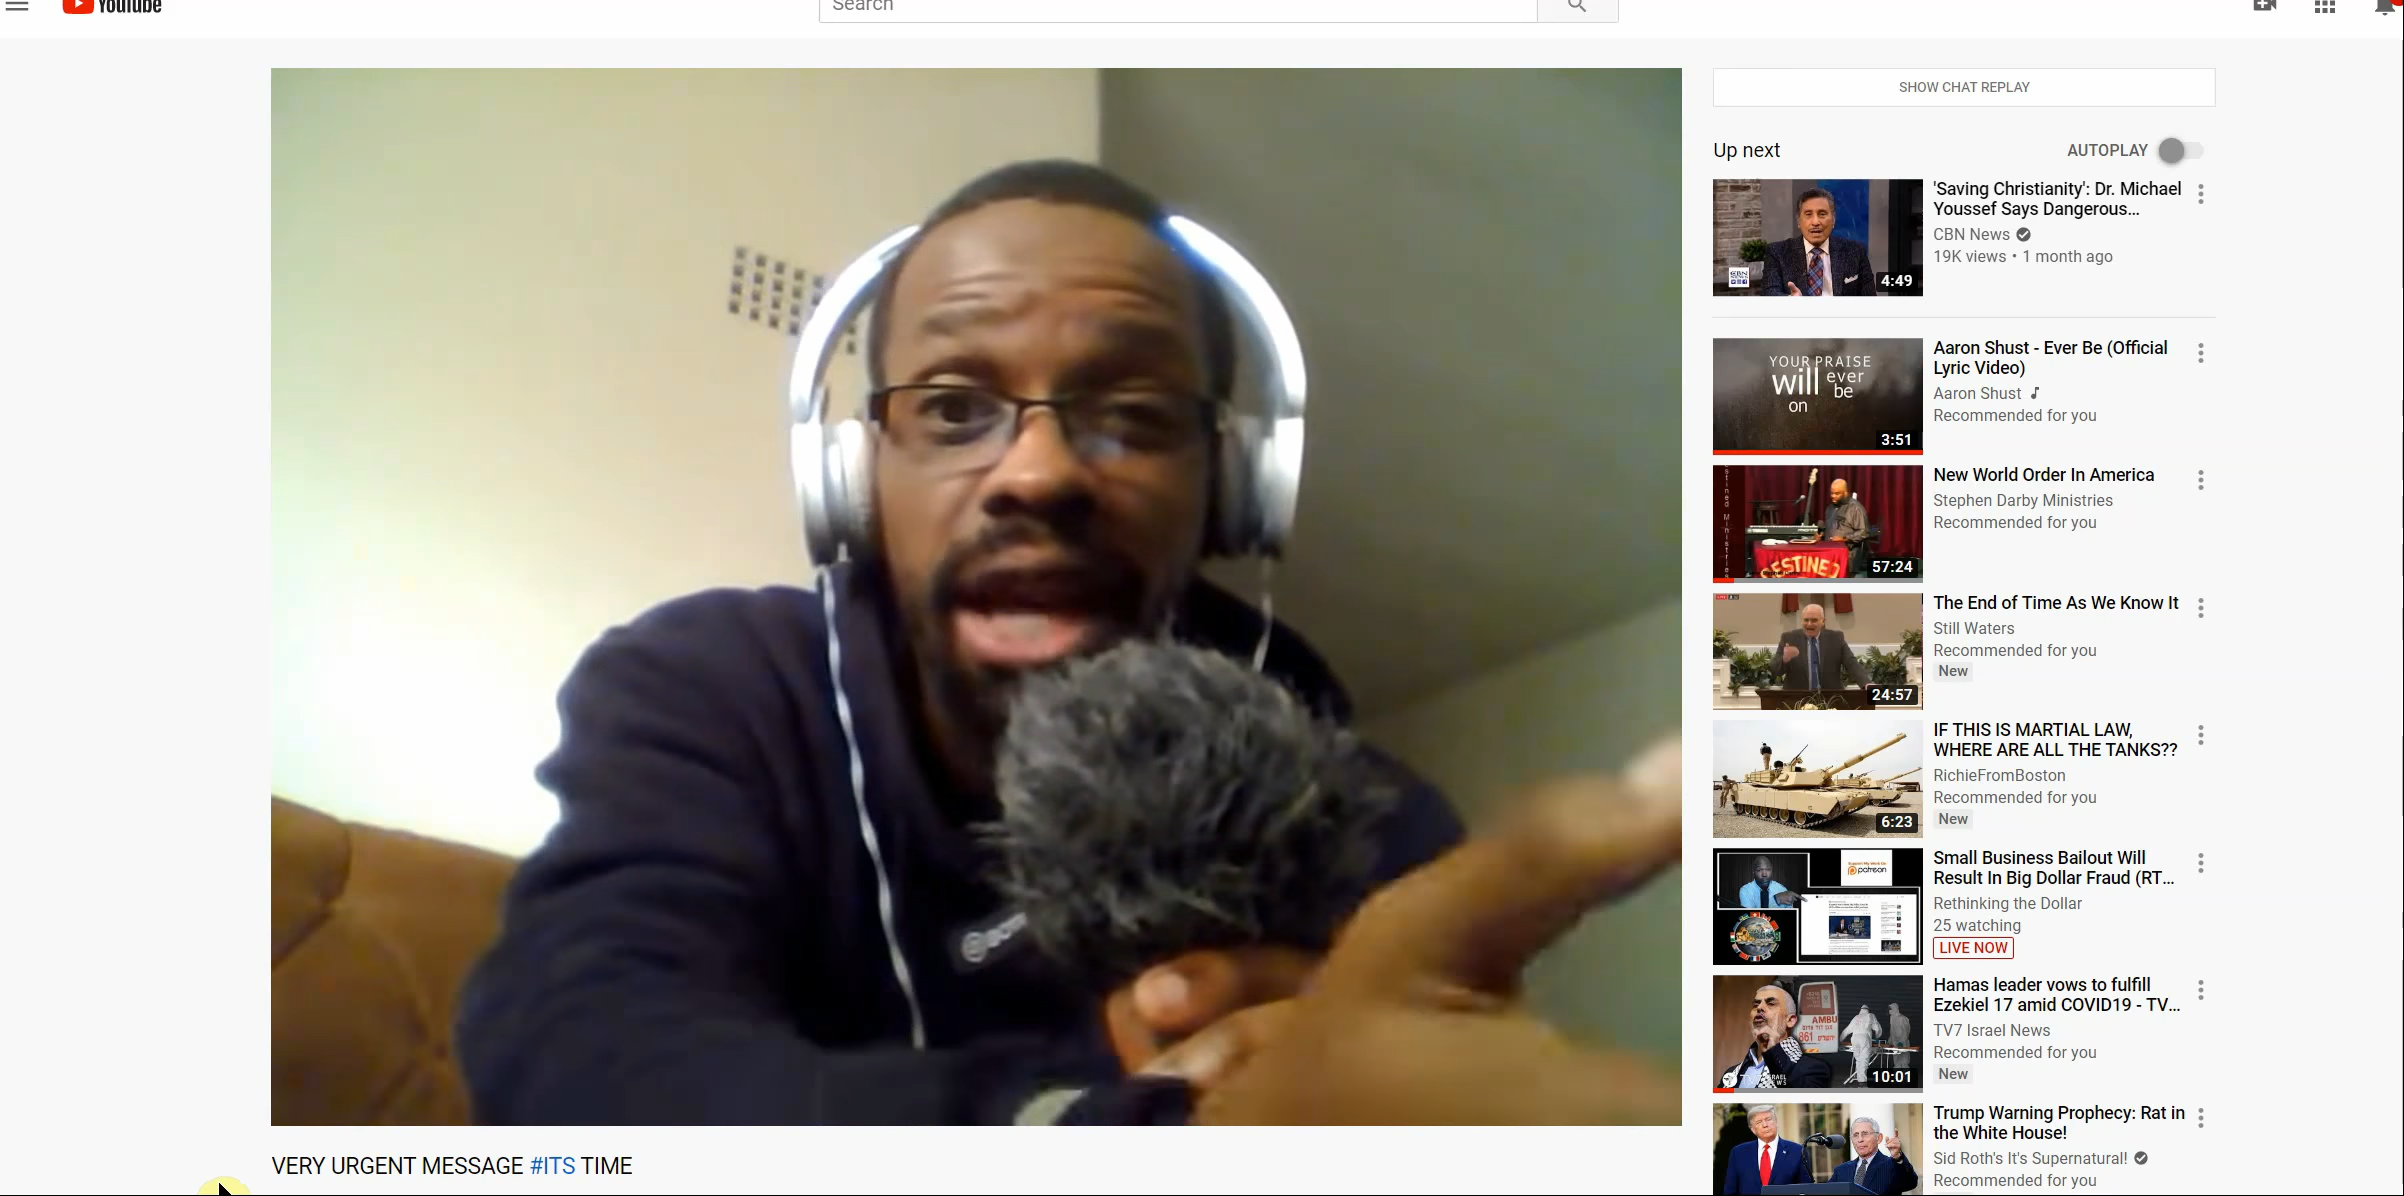 YouTube
Search
SHOW CHAT REPLAY
Up next
AUTOPLAY
'Saving Christianity': Dr. Michael
Youssef Says Dangerous...
CBN News
19K views • 1 month ago
CBN
4:49
YOUR PRAISE
will ever
be
on
3:51
Aaron Shust - Ever Be (Official
Lyric Video)
Aaron Shust
Recommended for you
ESTINED
57:24
New World Order In America
Stephen Darby Ministries
Recommended for you
24:57
The End of Time As We Know It
Still Waters
Recommended for you
New
6:23
IF THIS IS MARTIAL LAW,
WHERE ARE ALL THE TANKS??
RichieFromBoston
Recommended for you
New
patreon
Small Business Bailout Will
Result In Big Dollar Fraud (RT...
Rethinking the Dollar
25 watching
LIVE NOW
AMBU
10:01
Hamas leader vows to fulfill
Ezekiel 17 amid COVID19 - TV...
TV7 Israel News
Recommended for you
New
Trump Warning Prophecy: Rat in
the White House!
Sid Roth's It's Supernatural!
Recommended for you
VERY URGENT MESSAGE #ITS TIME